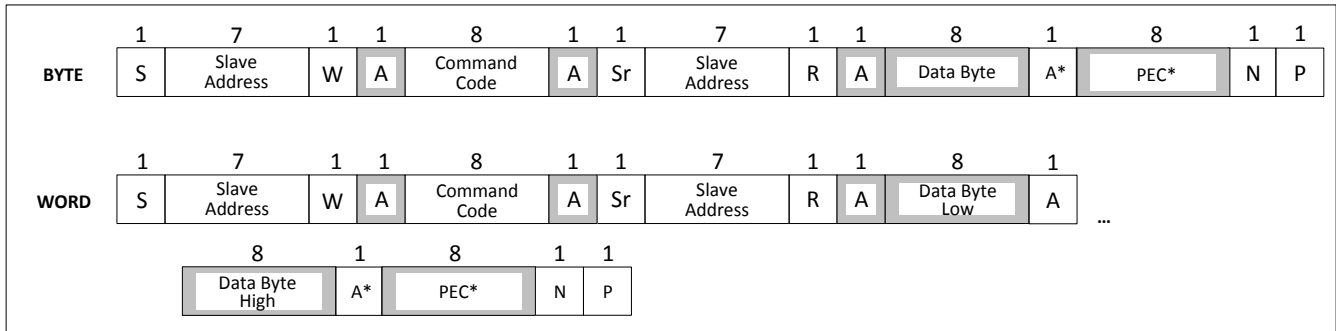 1 7 1 1 8 1 1 7 1 1 8 1 8 1 1
BYTE S Slave Address W A Command Code A Sr Slave Address R A Data Byte A* PEC* N P
1 7 1 1 8 1 1 7 1 1 8 1
WORD S Slave Address W A Command Code A Sr Slave Address R A Data Byte Low A ...
8 1 8 1 1
Data Byte High A* PEC* N P